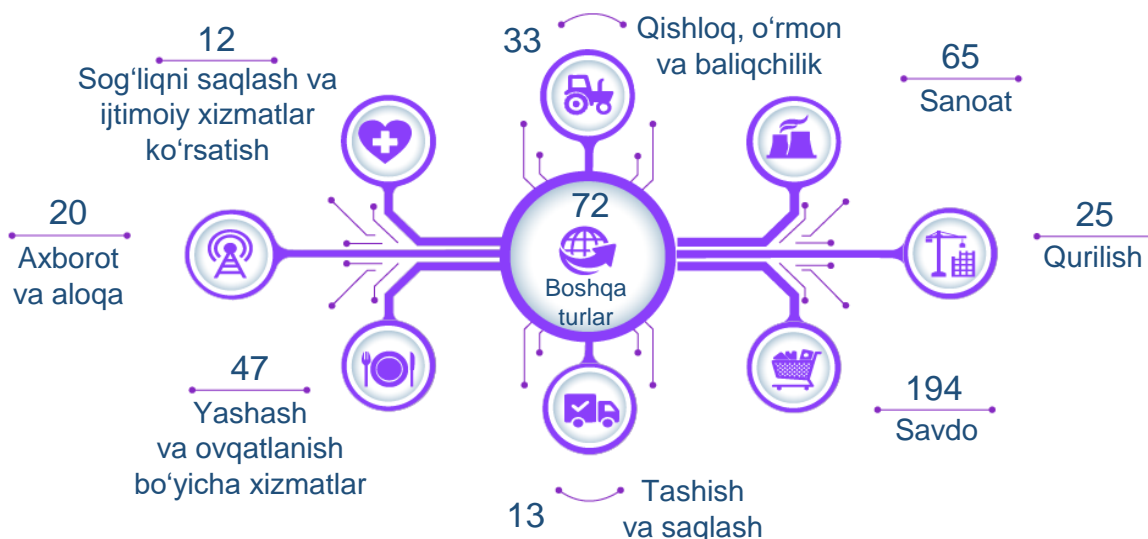 12
Sog‘liqni saqlash va
ijtimoiy xizmatlar
ko‘rsatish
33
Qishloq, o‘rmon
va baliqchilik
65
Sanoat
20
Axborot
va aloqa
72
Boshqa
turlar
25
Qurilish
47
Yashash
va ovqatlanish
bo‘yicha xizmatlar
13
Tashish
va saqlash
194
Savdo